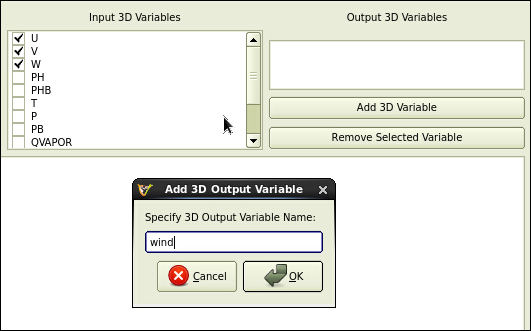 Input 3D Variables
Output 3D Variables
U
V
W
PH
PHB
T
P
PB
QVAPOR
Add 3D Variable
Remove Selected Variable
Add 3D Output Variable
Specify 3D Output Variable Name:
wind
Cancel
OK